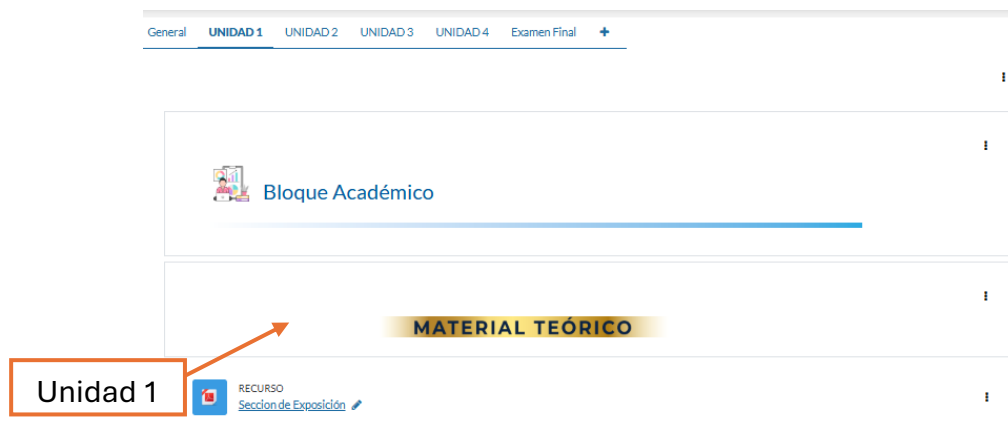 General UNIDAD 1 UNIDAD 2 UNIDAD 3 UNIDAD 4 Examen Final +
Bloque Académico
MATERIAL TEÓRICO
Unidad 1
RECURSO
Seccion de Exposición